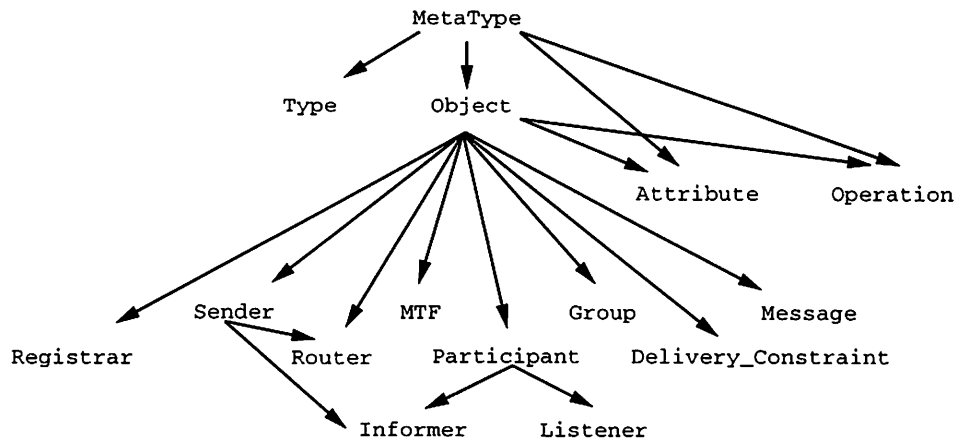 MetaType
Type Object
Attribute Operation
Sender MTF Group Message
Registrar Router Participant Delivery_Constraint
Informer Listener